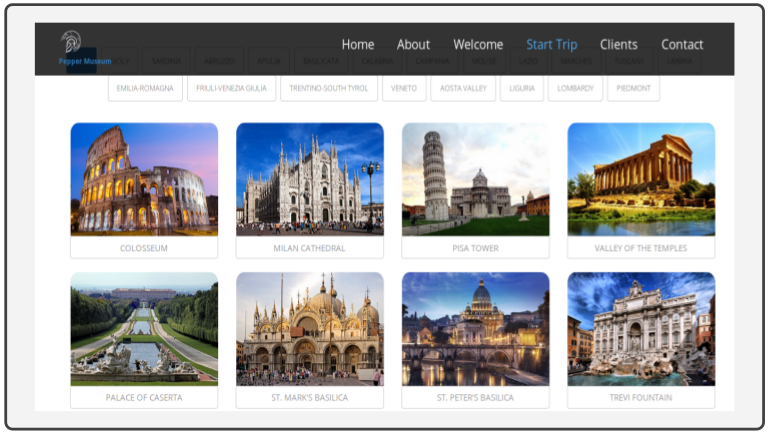 Home About Welcome Start Trip Clients Contact
Pepper Museum
SARDINIA ABRUZZO APULIA BASILICATA CALABRIA CAMPANIA MOLISE LAZIO MARCHES TUSCANY UMBRIA
EMILIA-ROMAGNA FRIULI-VENEZIA GIULIA TRENTINO-SOUTH TYROL VENETO AOSTA VALLEY LIGURIA LOMBARDY PIEDMONT
COLOSSEUM MILAN CATHEDRAL PISA TOWER VALLEY OF THE TEMPLES
PALACE OF CASERTA ST. MARK'S BASILICA ST. PETER'S BASILICA TREVI FOUNTAIN